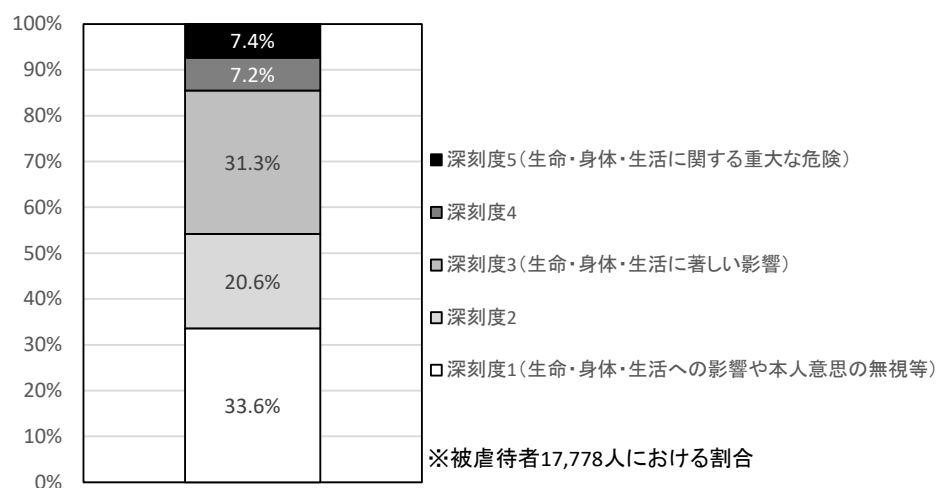 100%
90%
80%
70%
60%
50%
40%
30%
20%
10%
0%
7.4%
7.2%
31.3%
20.6%
33.6%
深刻度5（生命・身体・生活に関する重大な危険）
深刻度4
深刻度3（生命・身体・生活に著しい影響）
深刻度2
深刻度1（生命・身体・生活への影響や本人意思の無視等）
※被虐待者17,778人における割合